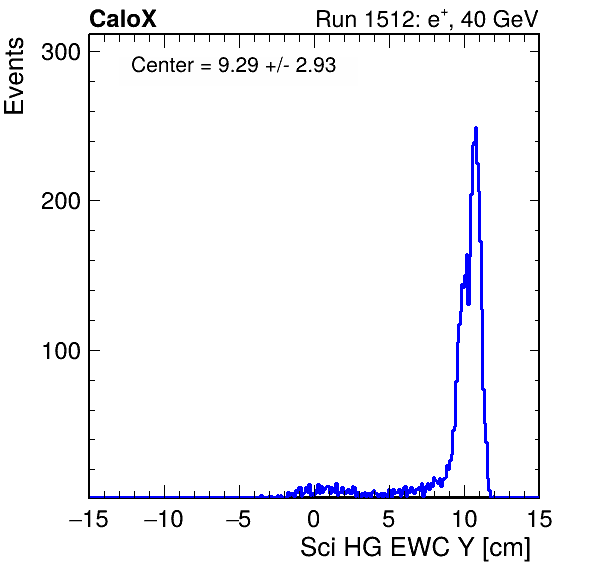 CaloX
Run 1512: e⁺, 40 GeV
Events
Center = 9.29 +/- 2.93
300
200
100
−15 −10 −5 0 5 10 15
Sci HG EWC Y [cm]